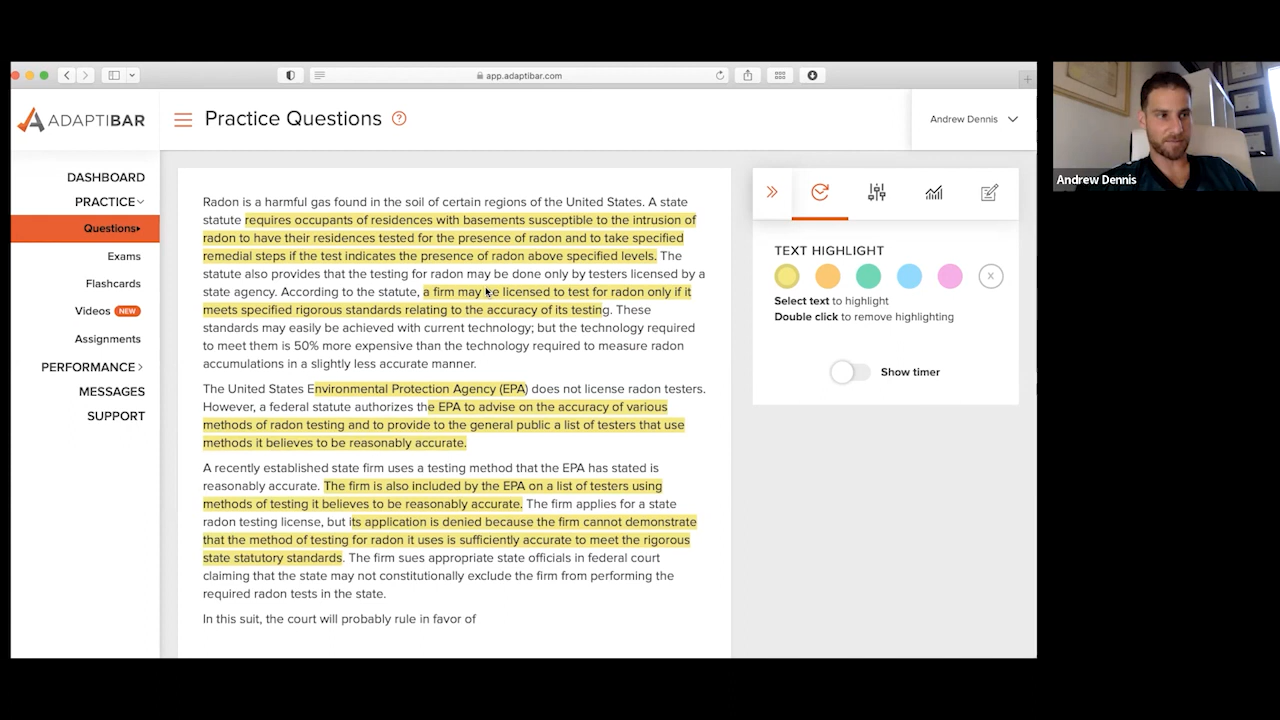 app.adaptibar.com
ADAPTIBAR
Practice Questions ?
Andrew Dennis
Andrew Dennis
DASHBOARD
PRACTICE
Questions
Exams
Flashcards
Videos NEW
Assignments
PERFORMANCE
MESSAGES
SUPPORT
Radon is a harmful gas found in the soil of certain regions of the United States. A state
statute requires occupants of residences with basements susceptible to the intrusion of
radon to have their residences tested for the presence of radon and to take specified
remedial steps if the test indicates the presence of radon above specified levels. The
statute also provides that the testing for radon may be done only by testers licensed by a
state agency. According to the statute, a firm may be licensed to test for radon only if it
meets specified rigorous standards relating to the accuracy of its testing. These
standards may easily be achieved with current technology; but the technology required
to meet them is 50% more expensive than the technology required to measure radon
accumulations in a slightly less accurate manner.
The United States Environmental Protection Agency (EPA) does not license radon testers.
However, a federal statute authorizes the EPA to advise on the accuracy of various
methods of radon testing and to provide to the general public a list of testers that use
methods it believes to be reasonably accurate.
A recently established state firm uses a testing method that the EPA has stated is
reasonably accurate. The firm is also included by the EPA on a list of testers using
methods of testing it believes to be reasonably accurate. The firm applies for a state
radon testing license, but its application is denied because the firm cannot demonstrate
that the method of testing for radon it uses is sufficiently accurate to meet the rigorous
state statutory standards. The firm sues appropriate state officials in federal court
claiming that the state may not constitutionally exclude the firm from performing the
required radon tests in the state.
In this suit, the court will probably rule in favor of
TEXT HIGHLIGHT
Select text to highlight
Double click to remove highlighting
Show timer